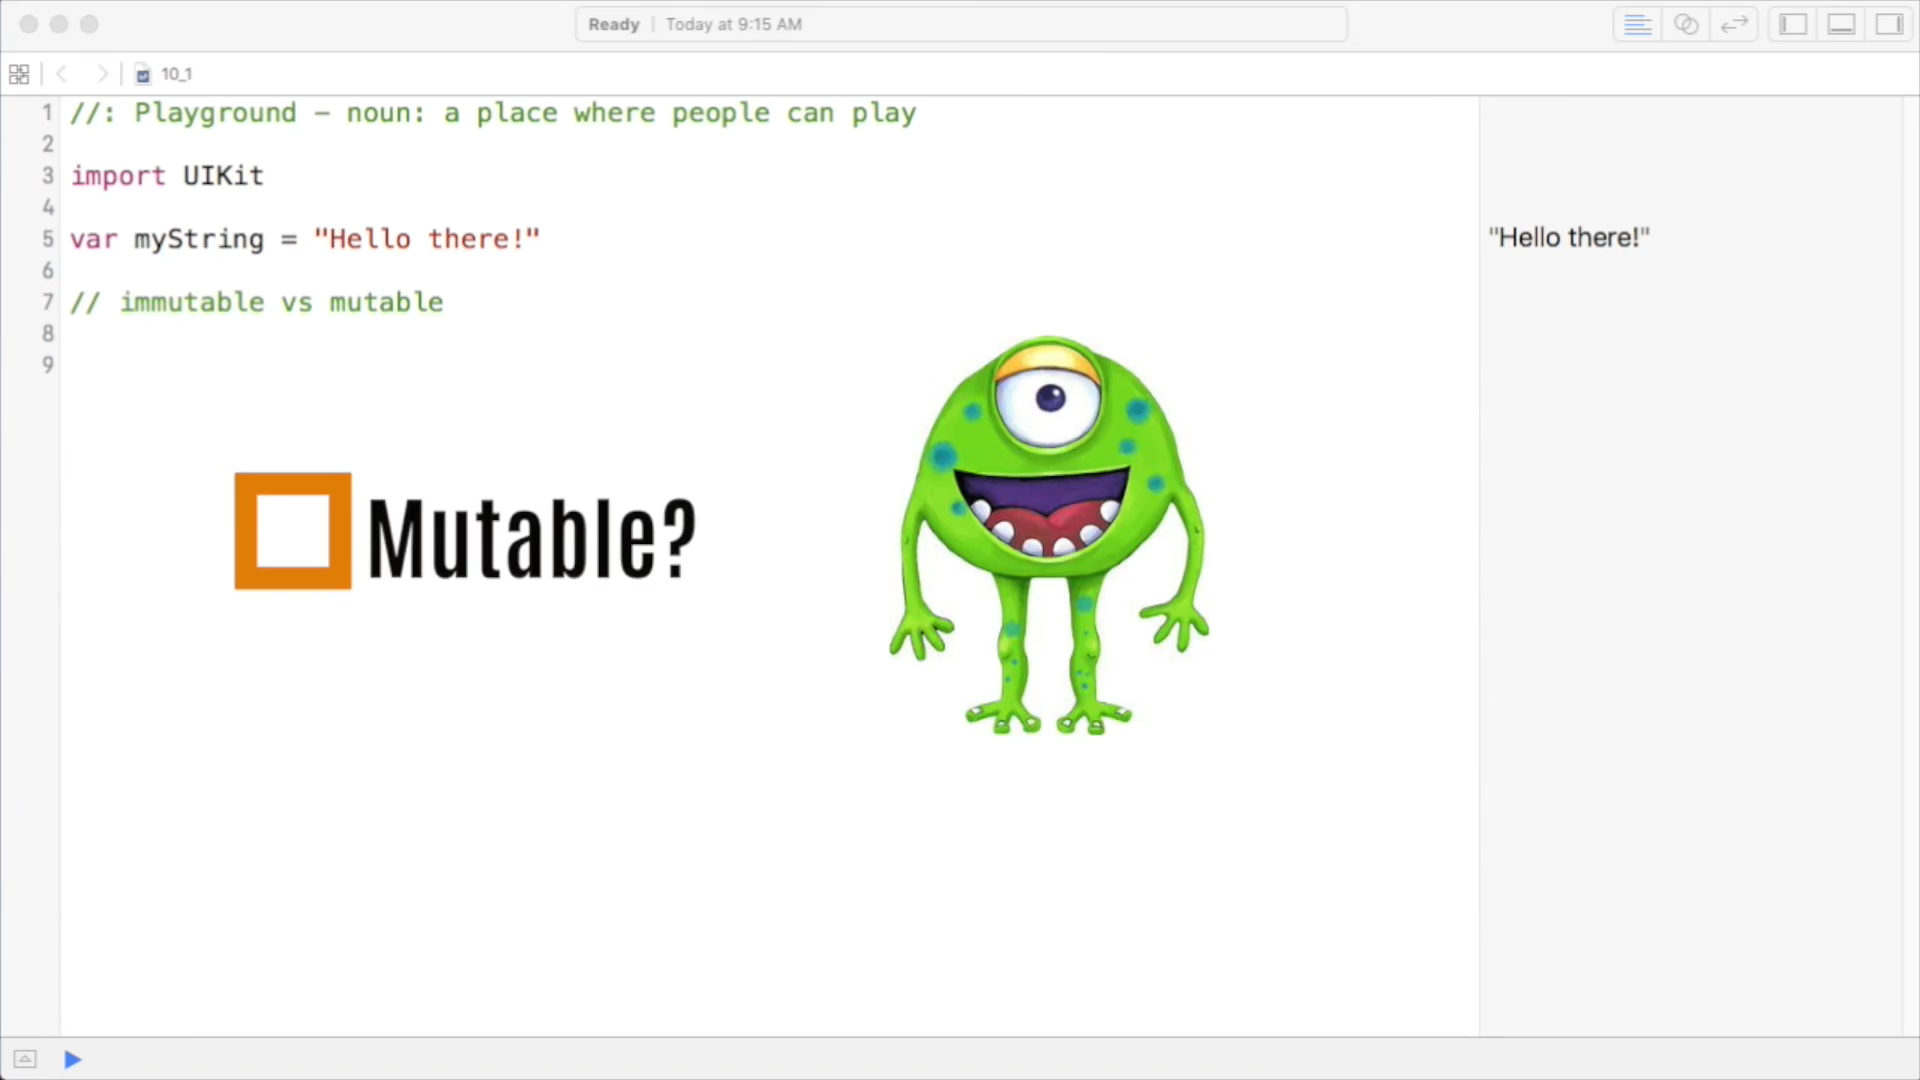 Ready | Today at 9:15 AM
10_1
1 //: Playground – noun: a place where people can play
2
3 import UIKit
4
5 var myString = "Hello there!"
"Hello there!"
6
7 // immutable vs mutable
8
9
Mutable?